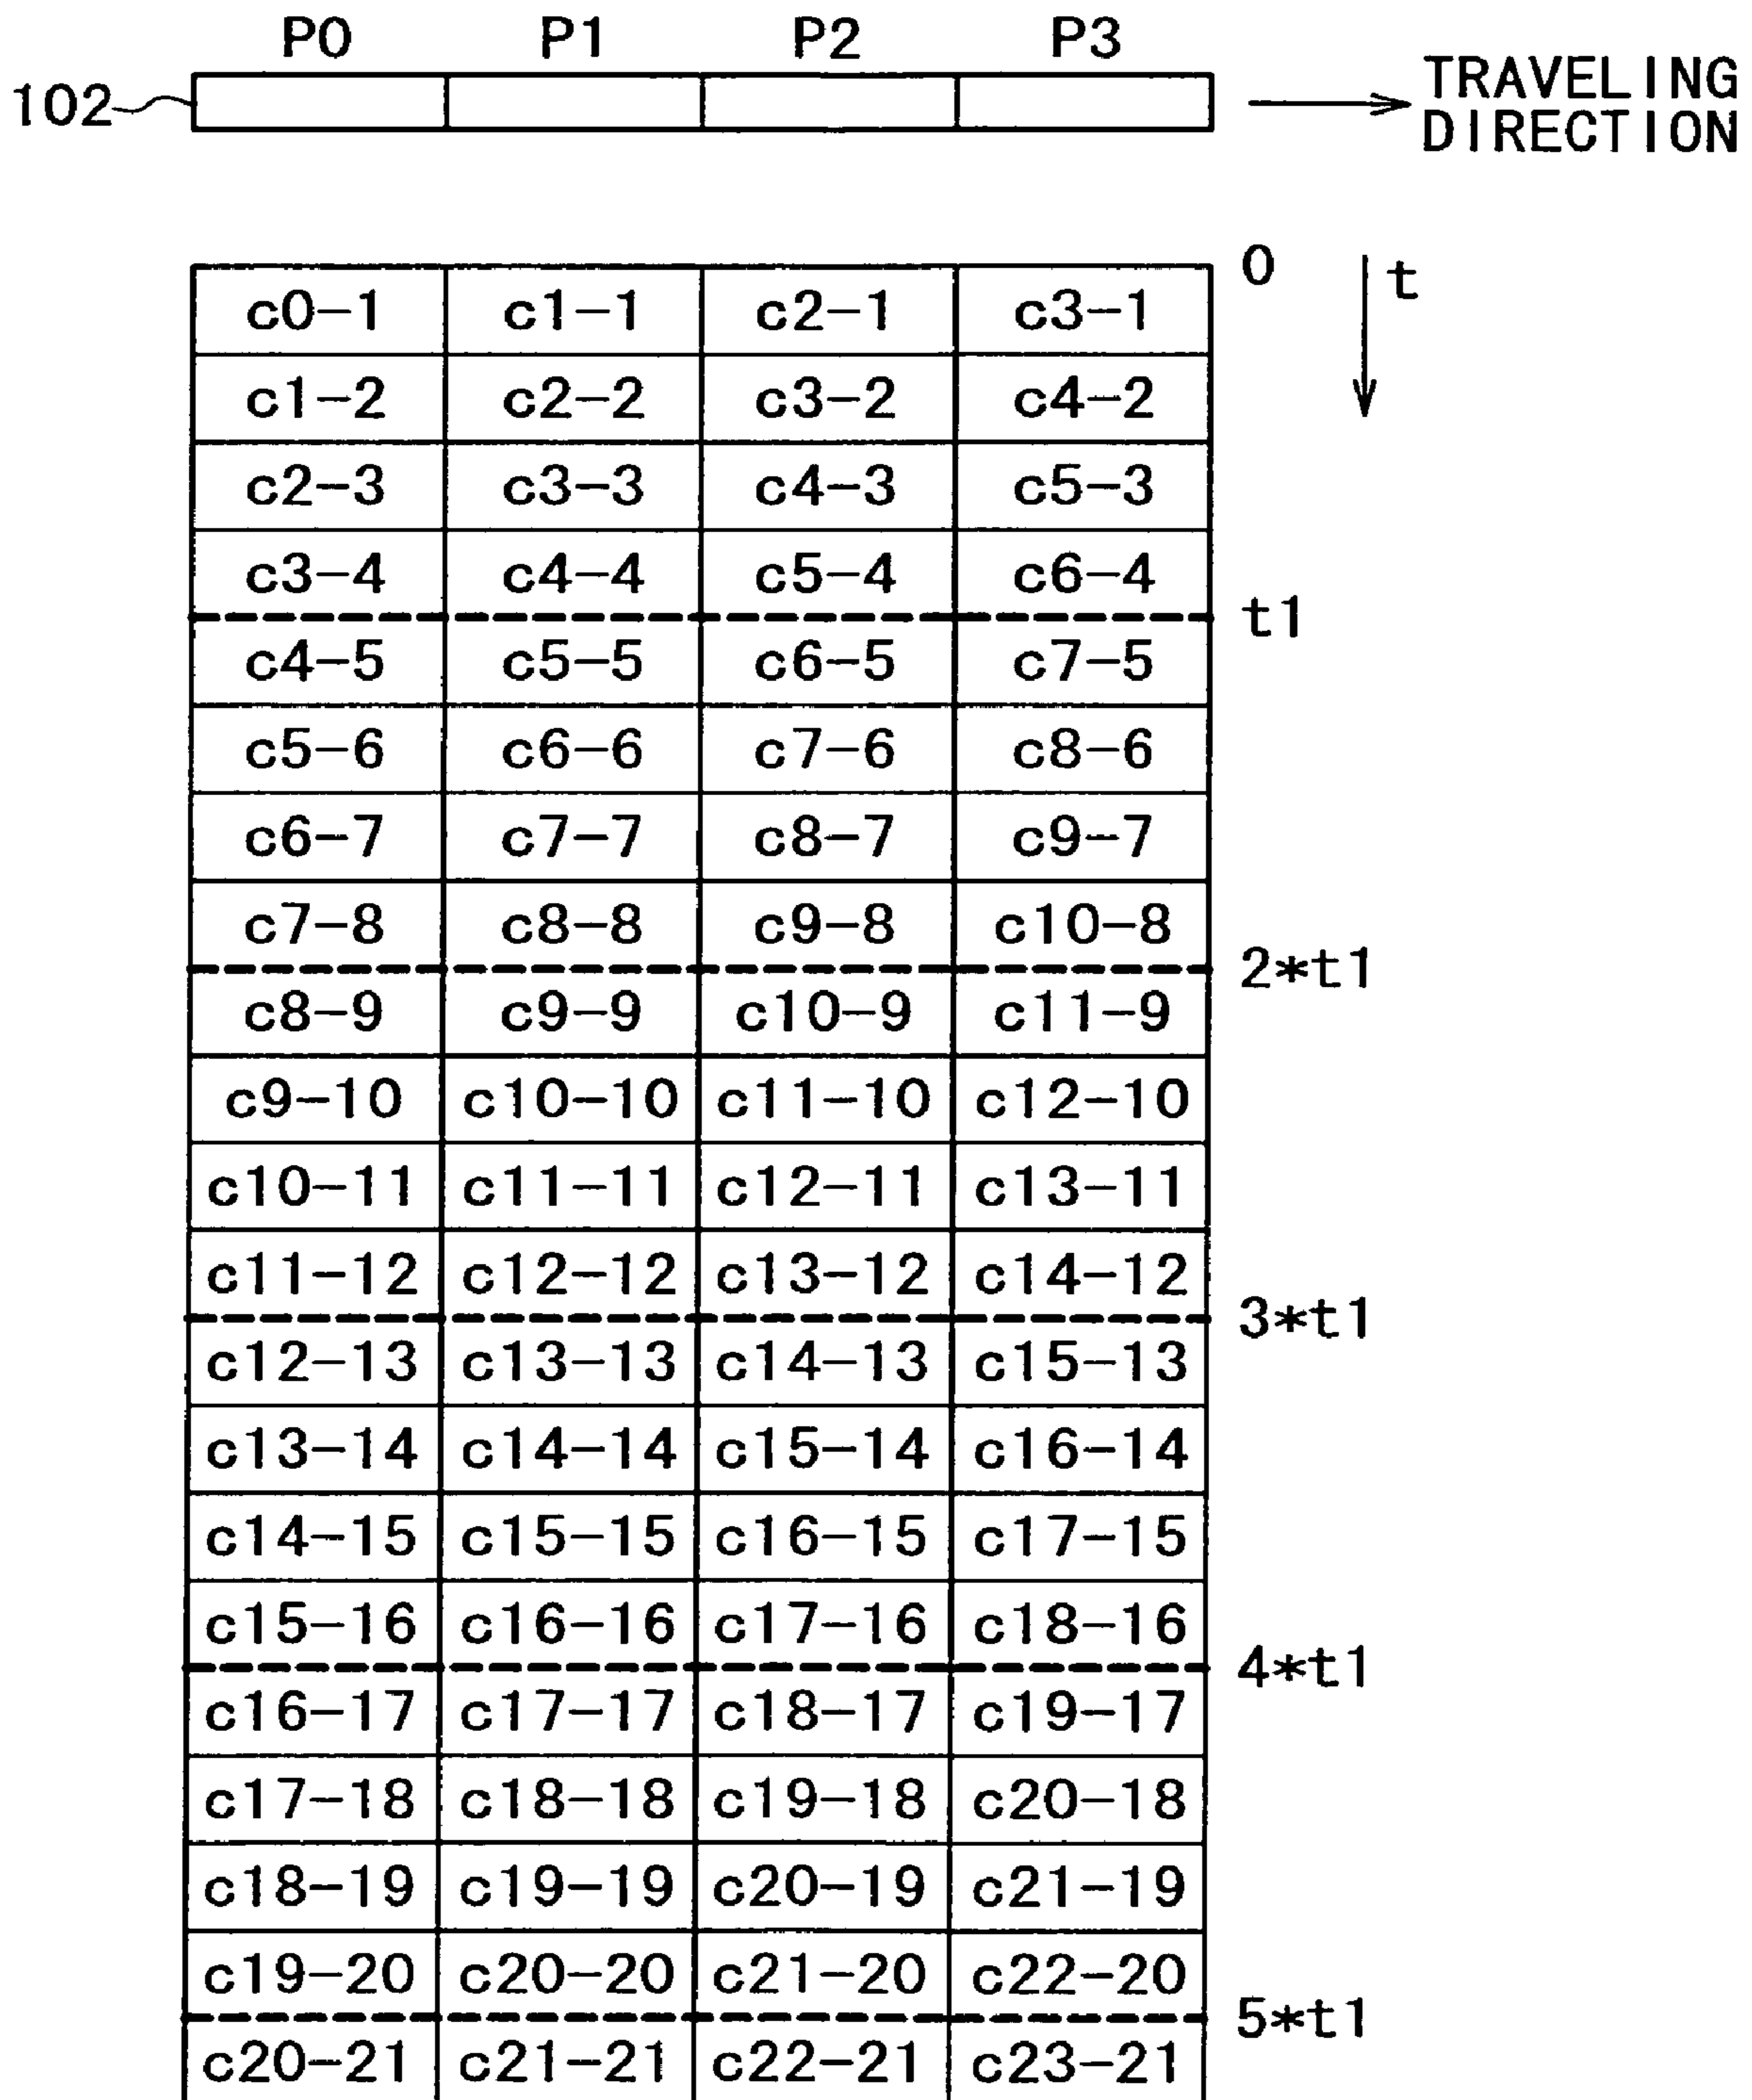 P0 P1 P2 P3
102
TRAVELING
DIRECTION
0
t
c0-1 c1-1 c2-1 c3-1
c1-2 c2-2 c3-2 c4-2
c2-3 c3-3 c4-3 c5-3
c3-4 c4-4 c5-4 c6-4
t1
c4-5 c5-5 c6-5 c7-5
c5-6 c6-6 c7-6 c8-6
c6-7 c7-7 c8-7 c9-7
c7-8 c8-8 c9-8 c10-8
2*t1
c8-9 c9-9 c10-9 c11-9
c9-10 c10-10 c11-10 c12-10
c10-11 c11-11 c12-11 c13-11
c11-12 c12-12 c13-12 c14-12
3*t1
c12-13 c13-13 c14-13 c15-13
c13-14 c14-14 c15-14 c16-14
c14-15 c15-15 c16-15 c17-15
c15-16 c16-16 c17-16 c18-16
4*t1
c16-17 c17-17 c18-17 c19-17
c17-18 c18-18 c19-18 c20-18
c18-19 c19-19 c20-19 c21-19
c19-20 c20-20 c21-20 c22-20
5*t1
c20-21 c21-21 c22-21 c23-21